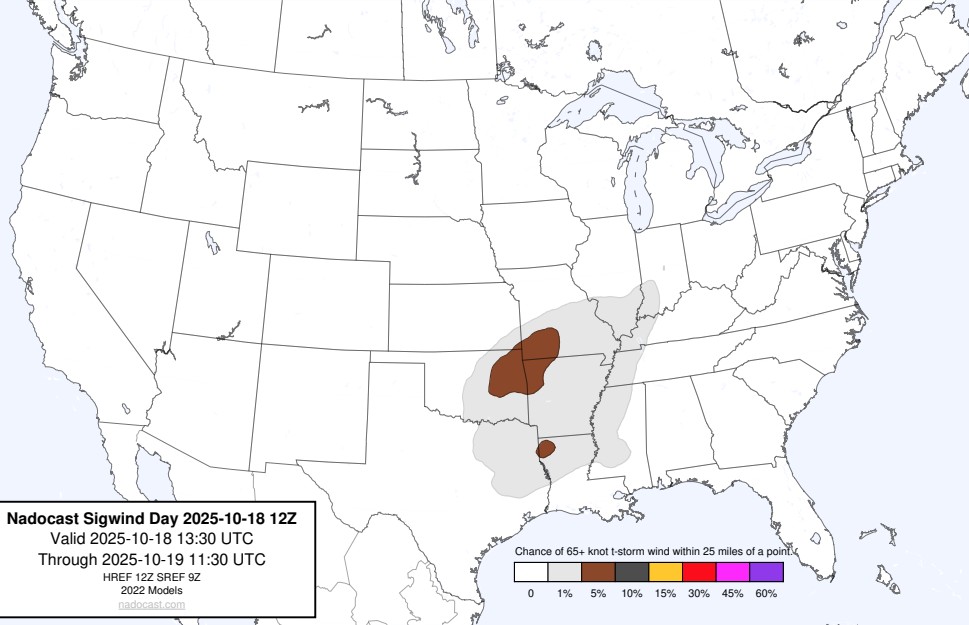 Nadocast Sigwind Day 2025-10-18 12Z
Valid 2025-10-18 13:30 UTC
Through 2025-10-19 11:30 UTC
HREF 12Z SREF 9Z
2022 Models
nadocast.com
Chance of 65+ knot t-storm wind within 25 miles of a point.
0 1% 5% 10% 15% 30% 45% 60%